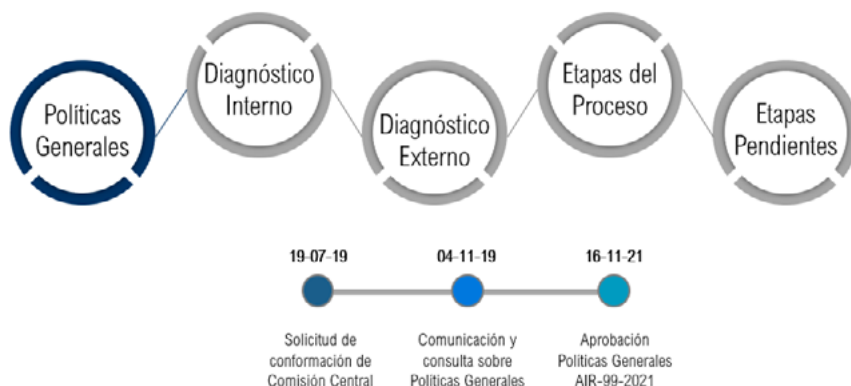 Políticas
Generales
Diagnóstico
Interno
Diagnóstico
Externo
Etapas del
Proceso
Etapas
Pendientes
19-07-19
04-11-19
16-11-21
Solicitud de
conformación de
Comisión Central
Comunicación y
consulta sobre
Políticas Generales
Aprobación
Políticas Generales
AIR-99-2021